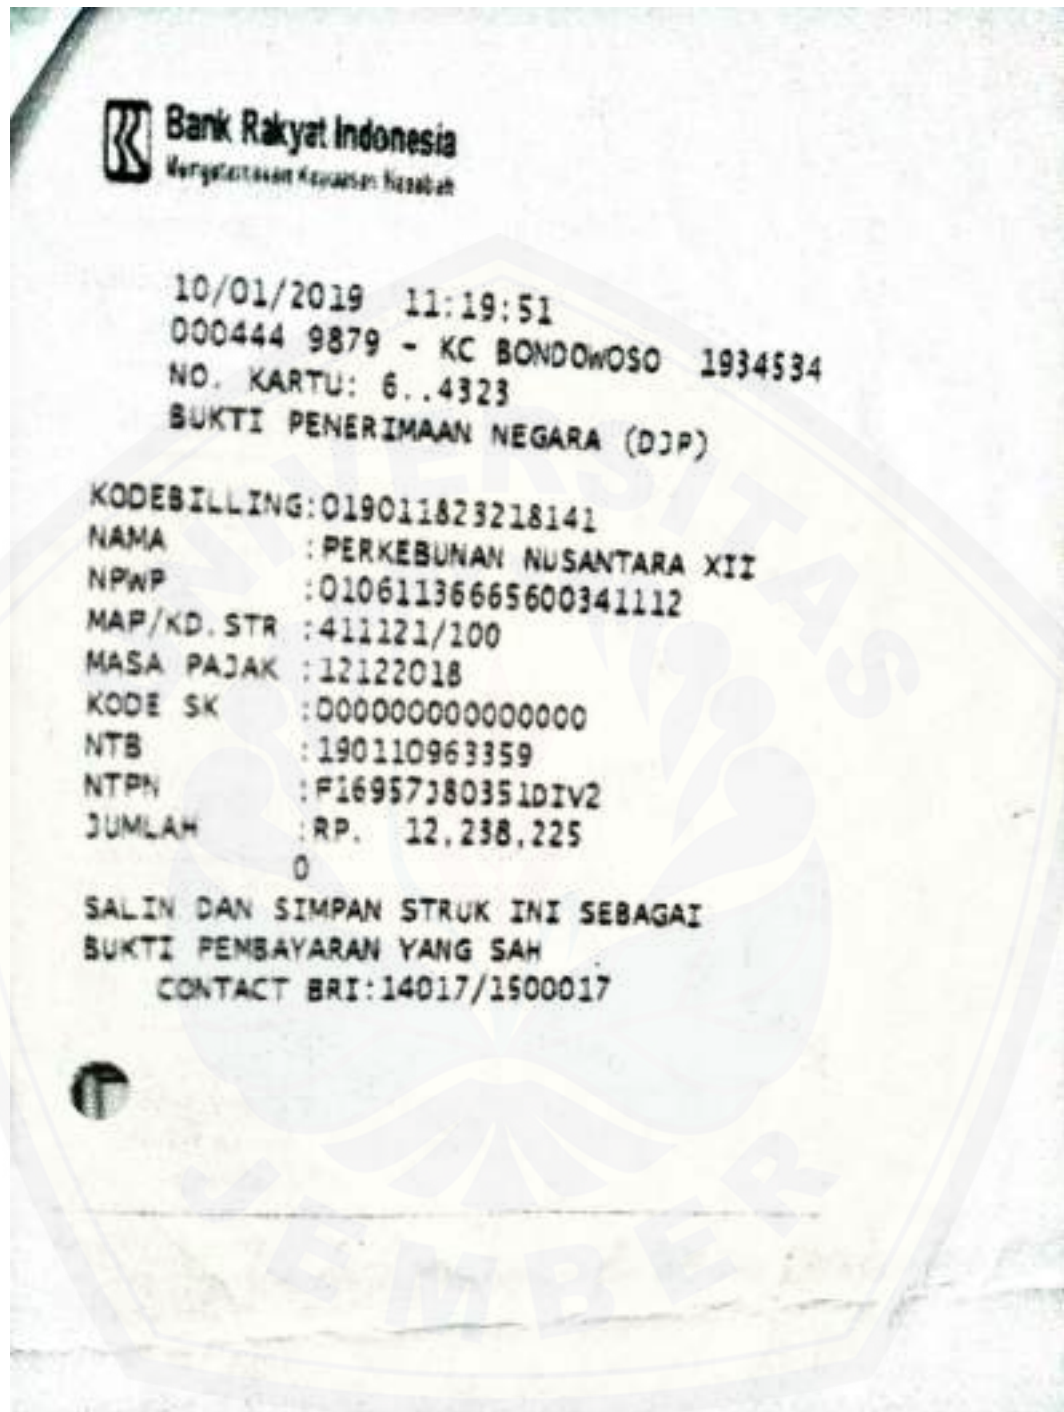 Bank Rakyat Indonesia
10/01/2019 11:19:51
000444 9879 - KC BONDOWOSO 1934534
NO. KARTU: 6..4323
BUKTI PENERIMAAN NEGARA (DJP)
KODEBILLING:019011823218141
NAMA :PERKEBUNAN NUSANTARA XII
NPWP :01061136665600341112
MAP/KD.STR :411121/100
MASA PAJAK :12122018
KODE SK :000000000000000
NTB :190110963359
NTPN :F16957J80351DIV2
JUMLAH :RP. 12,238,225
0
SALIN DAN SIMPAN STRUK INI SEBAGAI
BUKTI PEMBAYARAN YANG SAH
CONTACT BRI:14017/1500017
UNIVERSITAS
JEMBER